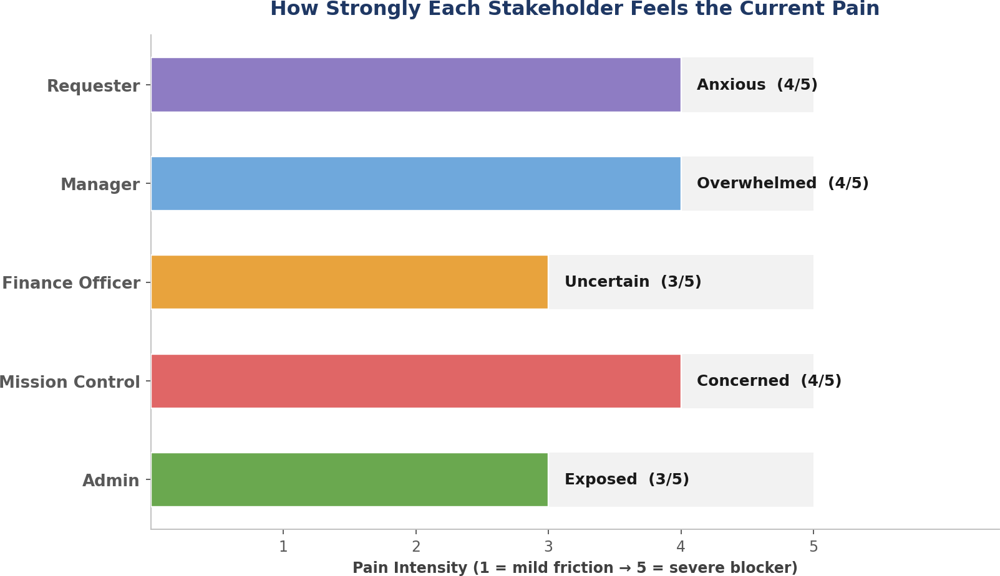 How Strongly Each Stakeholder Feels the Current Pain
Requester
Anxious (4/5)
Manager
Overwhelmed (4/5)
Finance Officer
Uncertain (3/5)
Mission Control
Concerned (4/5)
Admin
Exposed (3/5)
1 2 3 4 5
Pain Intensity (1 = mild friction → 5 = severe blocker)